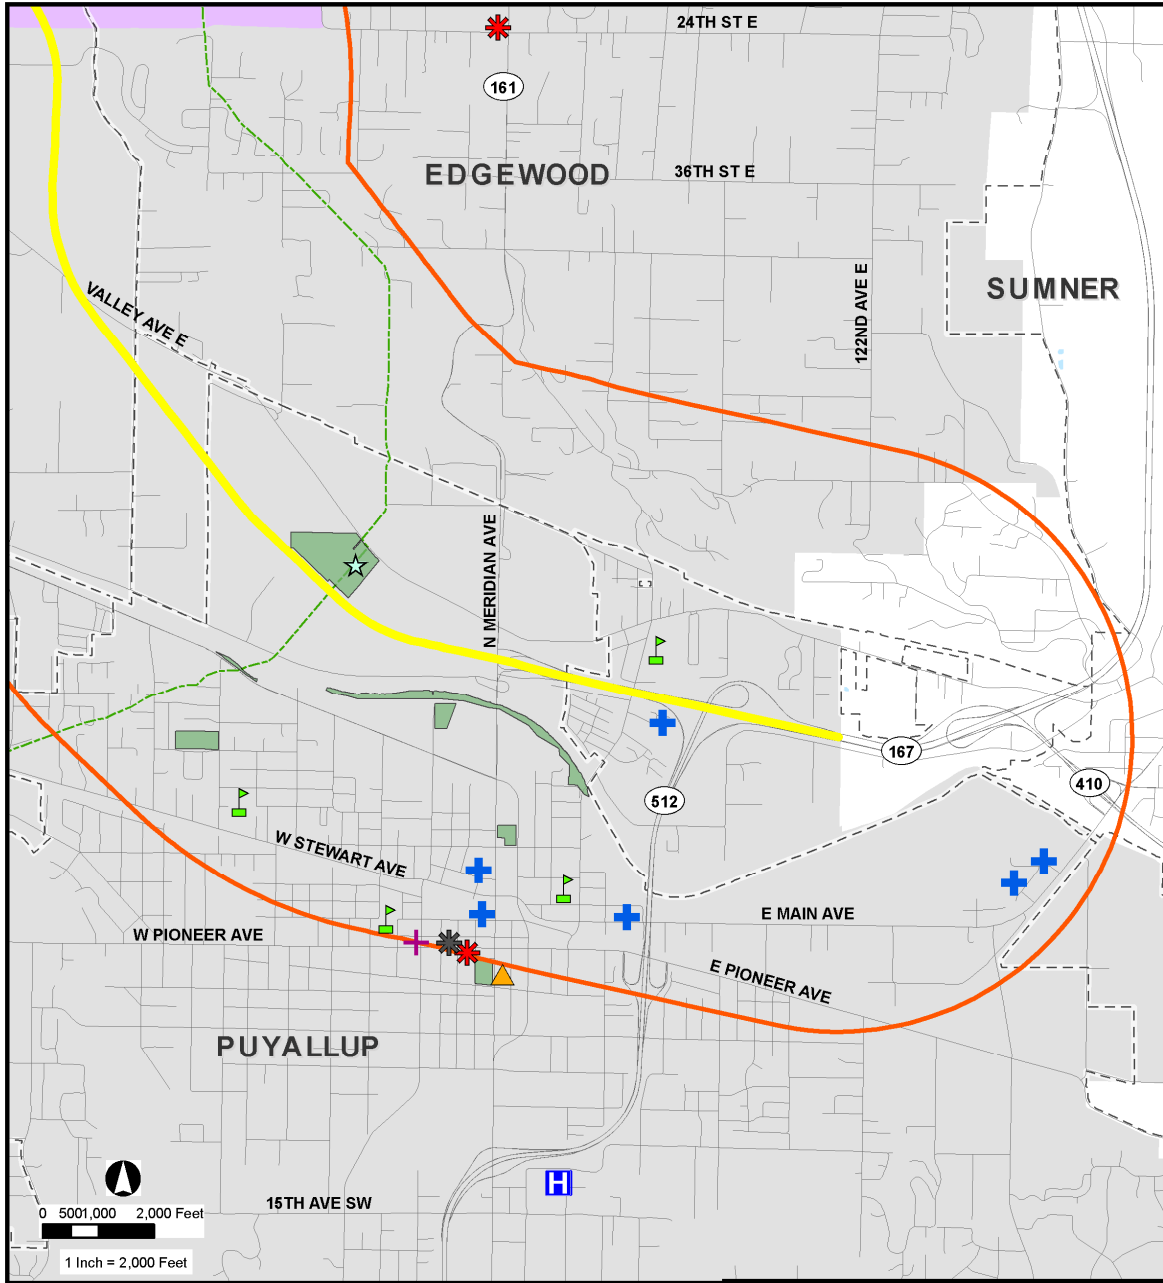 24TH ST E
161
EDGEWOOD
36TH ST E
SUMNER
122ND AVE E
VALLEY AVE E
N MERIDIAN AVE
167
410
512
W STEWART AVE
E MAIN AVE
W PIONEER AVE
E PIONEER AVE
PUYALLUP
H
15TH AVE SW
0 5001,000 2,000 Feet
1 Inch = 2,000 Feet